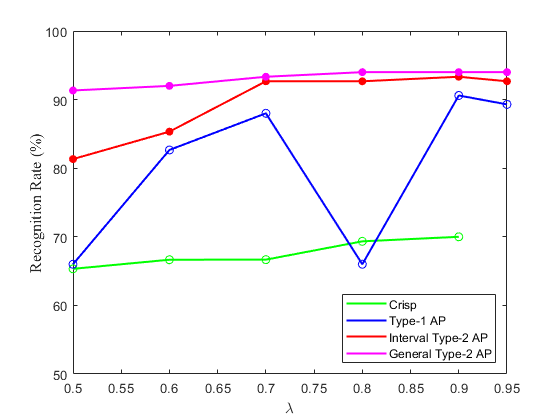 100
90
80
70
60
50
Recognition Rate (%)
0.5
0.55
0.6
0.65
0.7
0.75
0.8
0.85
0.9
0.95
λ
Crisp
Type-1 AP
Interval Type-2 AP
General Type-2 AP